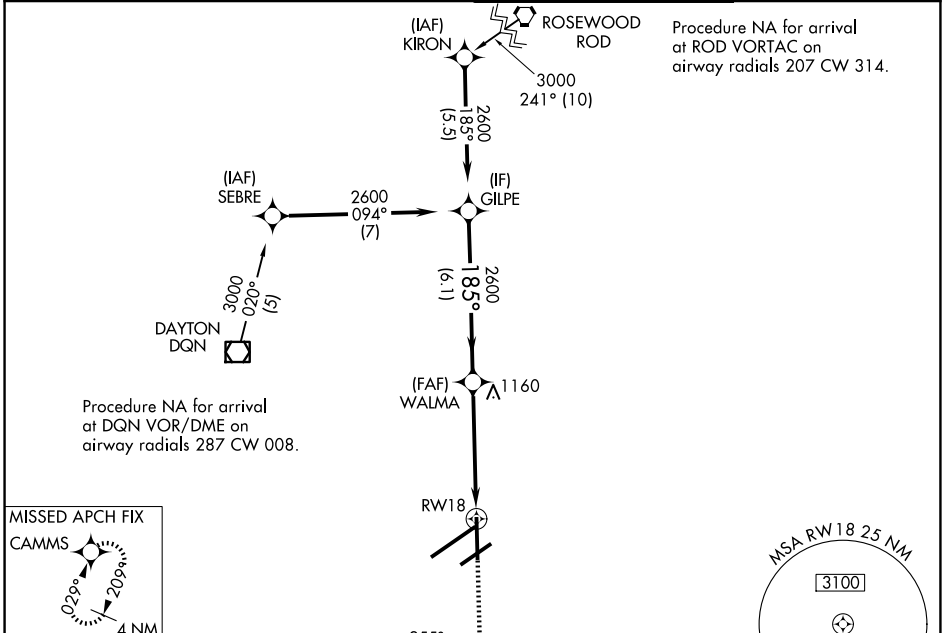 (IAF)
KIRON
ROSEWOOD
ROD
Procedure NA for arrival
at ROD VORTAC on
airway radials 207 CW 314.
3000
241° (10)
2600
185°
(5.5)
(IAF)
SEBRE
2600
094°
(7)
(IF)
GILPE
3000
020°
(5)
2600
185°
(6.1)
DAYTON
DQN
(FAF)
WALMA
1160
Procedure NA for arrival
at DQN VOR/DME on
airway radials 287 CW 008.
RW18
MISSED APCH FIX
CAMMS
029°
209°
4 NM
MSA RW18 25 NM
3100